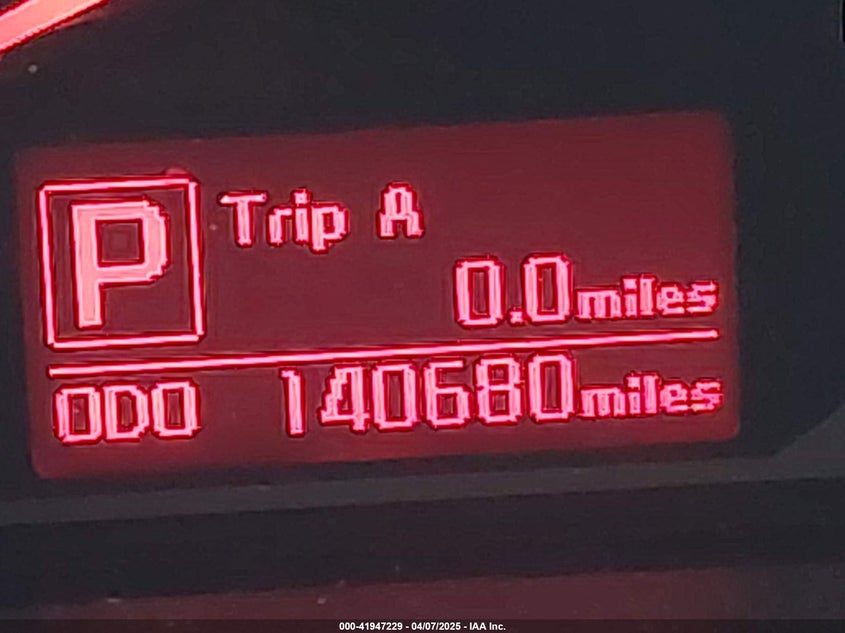 P
Trip A
0.0miles
ODO 140680miles
000-41947229 - 04/07/2025 - IAA Inc.